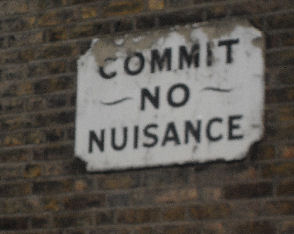 COMMIT
~ NO ~
NUISANCE